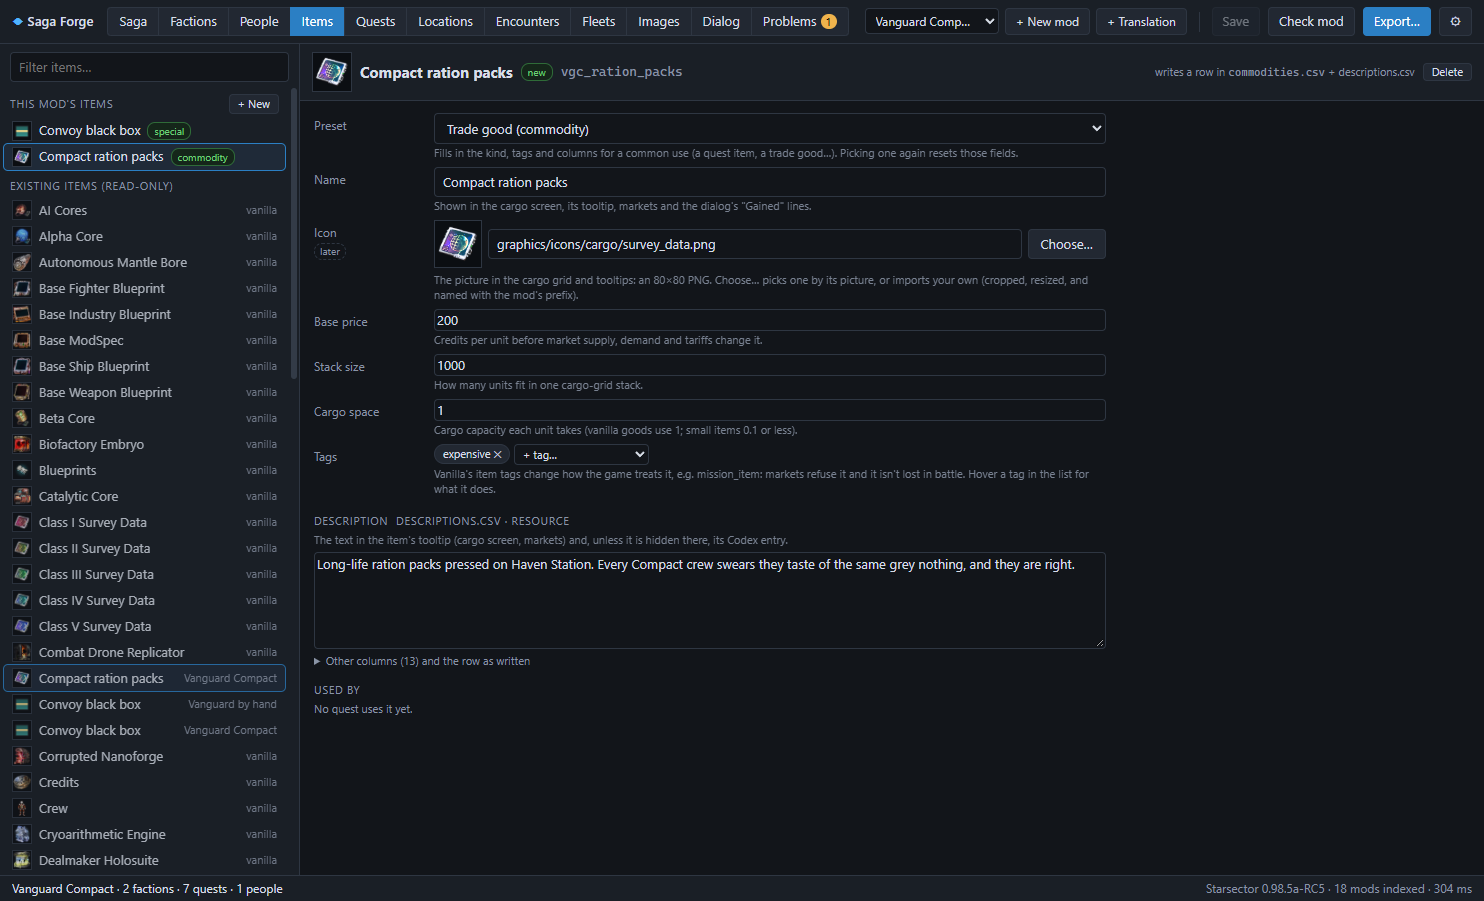 Saga Forge
Saga
Factions
People
Items
Quests
Locations
Encounters
Fleets
Images
Dialog
Problems 1
Vanguard Comp...
+ New mod
+ Translation
Save
Check mod
Export...
Filter items...
THIS MOD'S ITEMS
+ New
Convoy black box special
Compact ration packs commodity
EXISTING ITEMS (READ-ONLY)
AI Cores vanilla
Alpha Core vanilla
Autonomous Mantle Bore vanilla
Base Fighter Blueprint vanilla
Base Industry Blueprint vanilla
Base ModSpec vanilla
Base Ship Blueprint vanilla
Base Weapon Blueprint vanilla
Beta Core vanilla
Biofactory Embryo vanilla
Blueprints vanilla
Catalytic Core vanilla
Class I Survey Data vanilla
Class II Survey Data vanilla
Class III Survey Data vanilla
Class IV Survey Data vanilla
Class V Survey Data vanilla
Combat Drone Replicator vanilla
Compact ration packs Vanguard Compact
Convoy black box Vanguard by hand
Convoy black box Vanguard Compact
Corrupted Nanoforge vanilla
Credits vanilla
Crew vanilla
Cryoarithmetic Engine vanilla
Dealmaker Holosuite vanilla
Compact ration packs new vgc_ration_packs
writes a row in commodities.csv + descriptions.csv
Delete
Preset
Trade good (commodity)
Fills in the kind, tags and columns for a common use (a quest item, a trade good...). Picking one again resets those fields.
Name
Compact ration packs
Shown in the cargo screen, its tooltip, markets and the dialog's "Gained" lines.
Icon
later
graphics/icons/cargo/survey_data.png
Choose...
The picture in the cargo grid and tooltips: an 80×80 PNG. Choose... picks one by its picture, or imports your own (cropped, resized, and
named with the mod's prefix).
Base price
200
Credits per unit before market supply, demand and tariffs change it.
Stack size
1000
How many units fit in one cargo-grid stack.
Cargo space
1
Cargo capacity each unit takes (vanilla goods use 1; small items 0.1 or less).
Tags
expensive ×
+ tag...
Vanilla's item tags change how the game treats it, e.g. mission_item: markets refuse it and it isn't lost in battle. Hover a tag in the list for
what it does.
DESCRIPTION DESCRIPTIONS.CSV · RESOURCE
The text in the item's tooltip (cargo screen, markets) and, unless it is hidden there, its Codex entry.
Long-life ration packs pressed on Haven Station. Every Compact crew swears they taste of the same grey nothing, and they are right.
Other columns (13) and the row as written
USED BY
No quest uses it yet.
Vanguard Compact · 2 factions · 7 quests · 1 people
Starsector 0.98.5a-RC5 · 18 mods indexed · 304 ms